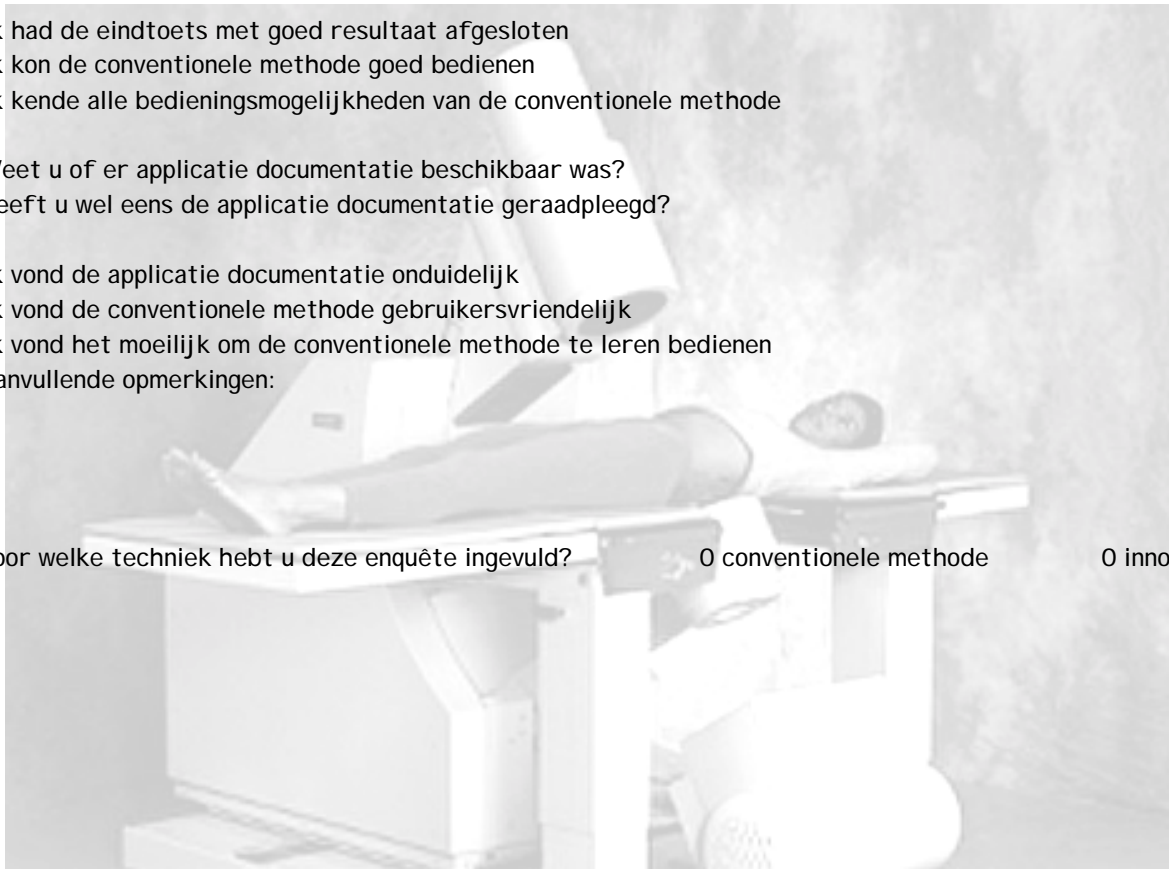 k had de eindtoets met goed resultaat afgesloten
k kon de conventionele methode goed bedienen
k kende alle bedieningsmogelijkheden van de conventionele methode
eet u of er applicatie documentatie beschikbaar was?
eeft u wel eens de applicatie documentatie geraadpleegd?
k vond de applicatie documentatie onduidelijk
k vond de conventionele methode gebruikersvriendelijk
k vond het moeilijk om de conventionele methode te leren bedienen
anvullende opmerkingen:
oor welke techniek hebt u deze enquête ingevuld? O conventionele methode O inno